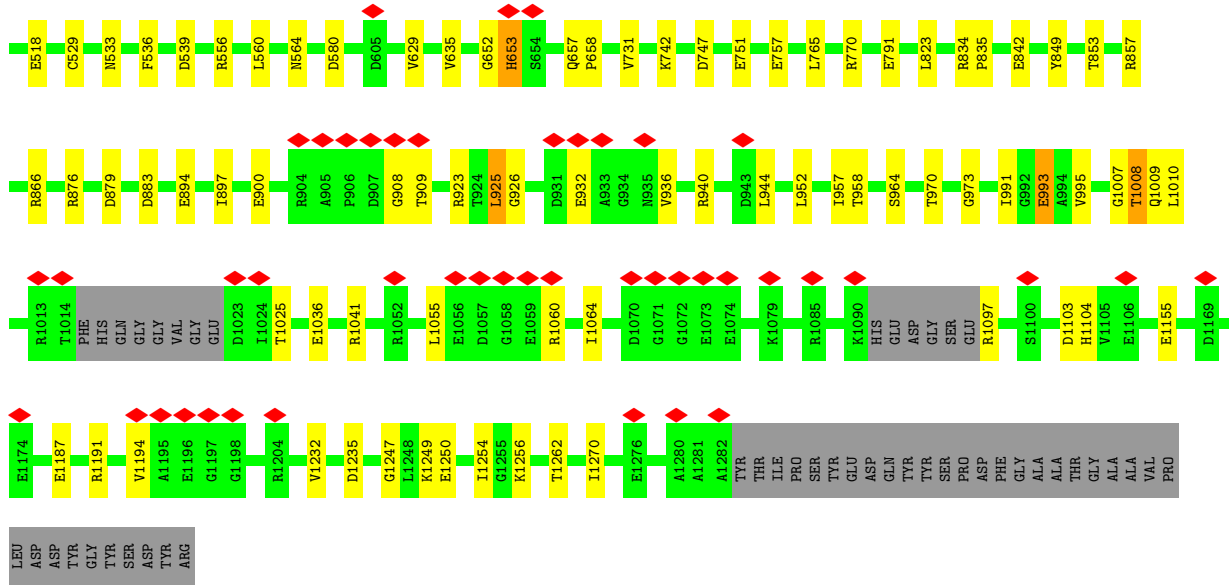 E518 C529 N533 F536 D539 R556 L560 N564 D580 D605 V629 V635 G652 H653 S654 Q657 P658 V731 K742 D747 E751 E757 L765 R770 E791 L823 R834 P835 E842 Y849 T853 R857
R866 R876 D879 D883 E894 I897 E900 R904 A905 P906 D907 G908 T909 R923 T924 L925 G926 D931 E932 A933 G934 N935 V936 R940 D943 L944 L952 I957 T958 S964 T970 G973 I991 G992 E993 A994 V995 G1007 T1008 Q1009 L1010
R1013 T1014 PHE HIS GLN GLY GLY VAL GLY GLU D1023 I1024 T1025 E1036 R1041 R1052 L1055 E1056 D1057 G1058 E1059 R1060 I1064 D1070 G1071 G1072 E1073 E1074 K1079 R1085 K1090 HIS GLU ASP GLY SER GLU R1097 S1100 D1103 H1104 V1105 E1106 E1155 D1169
E1174 E1187 R1191 V1194 A1195 E1196 G1197 G1198 R1204 V1232 D1235 G1247 L1248 K1249 E1250 I1254 G1255 K1256 T1262 I1270 E1276 A1280 A1281 A1282 TYR THR ILE PRO SER TYR GLU ASP GLN TYR TYR SER PRO ASP PHE GLY ALA ALA THR GLY ALA ALA VAL PRO
LEU ASP ASP TYR GLY TYR SER ASP TYR ARG